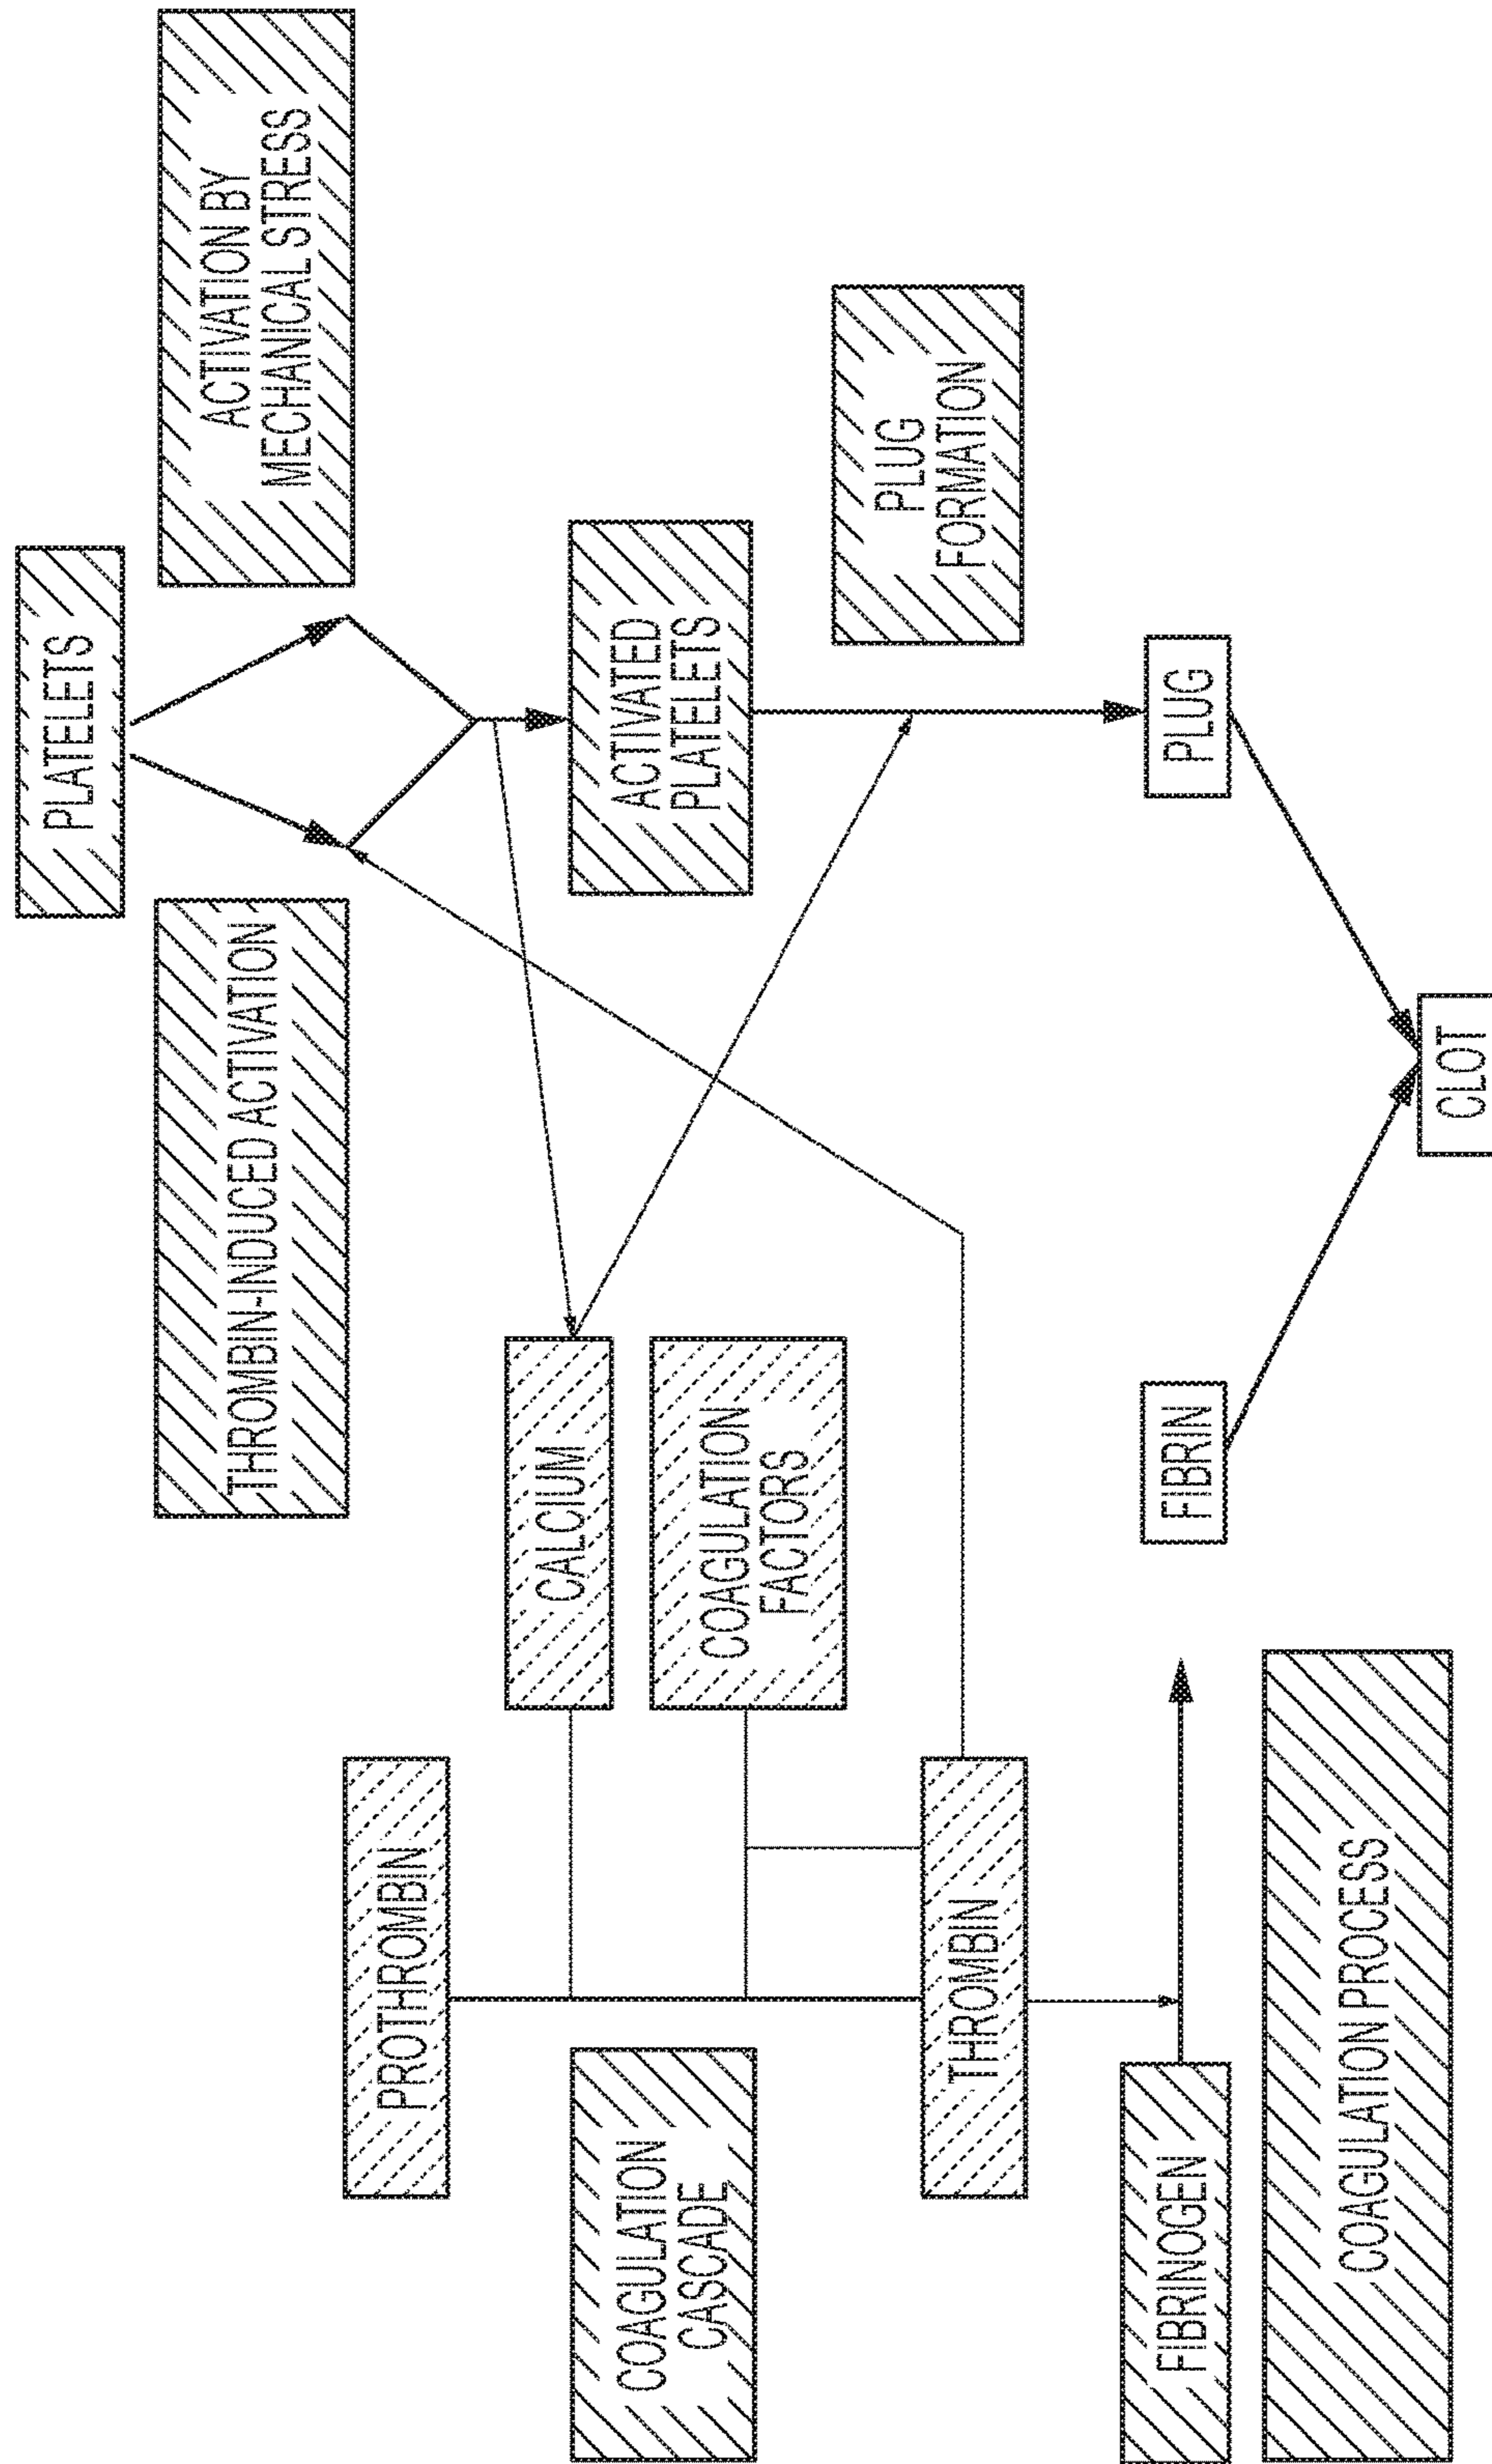 PLATELETS
THROMBIN-INDUCED ACTIVATION
ACTIVATION BY
MECHANICAL STRESS
PROTHROMBIN
CALCIUM
COAGULATION
FACTORS
COAGULATION
CASCADE
ACTIVATED
PLATELETS
THROMBIN
PLUG
FORMATION
FIBRINOGEN
FIBRIN
PLUG
COAGULATION PROCESS
CLOT